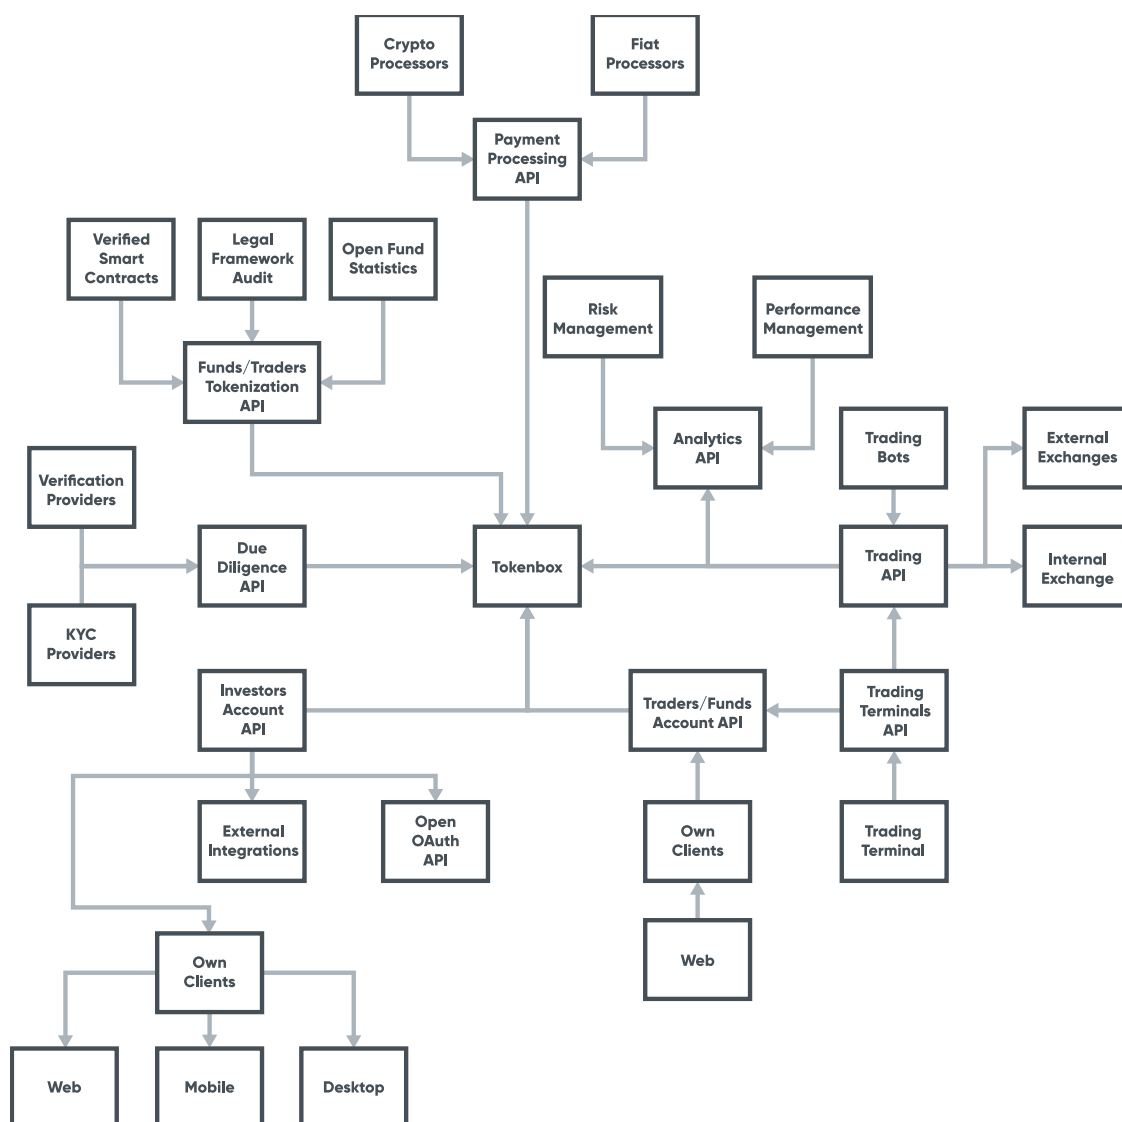 Crypto
Processors
Fiat
Processors
Payment
Processing
API
Verified
Smart
Contracts
Legal
Framework
Audit
Open Fund
Statistics
Risk
Management
Performance
Management
Funds/Traders
Tokenization
API
Analytics
API
Trading
Bots
External
Exchanges
Verification
Providers
Due
Diligence
API
Tokenbox
Trading
API
Internal
Exchange
KYC
Providers
Investors
Account
API
Traders/Funds
Account API
Trading
Terminals
API
External
Integrations
Open
OAuth
API
Own
Clients
Trading
Terminal
Own
Clients
Web
Web
Mobile
Desktop